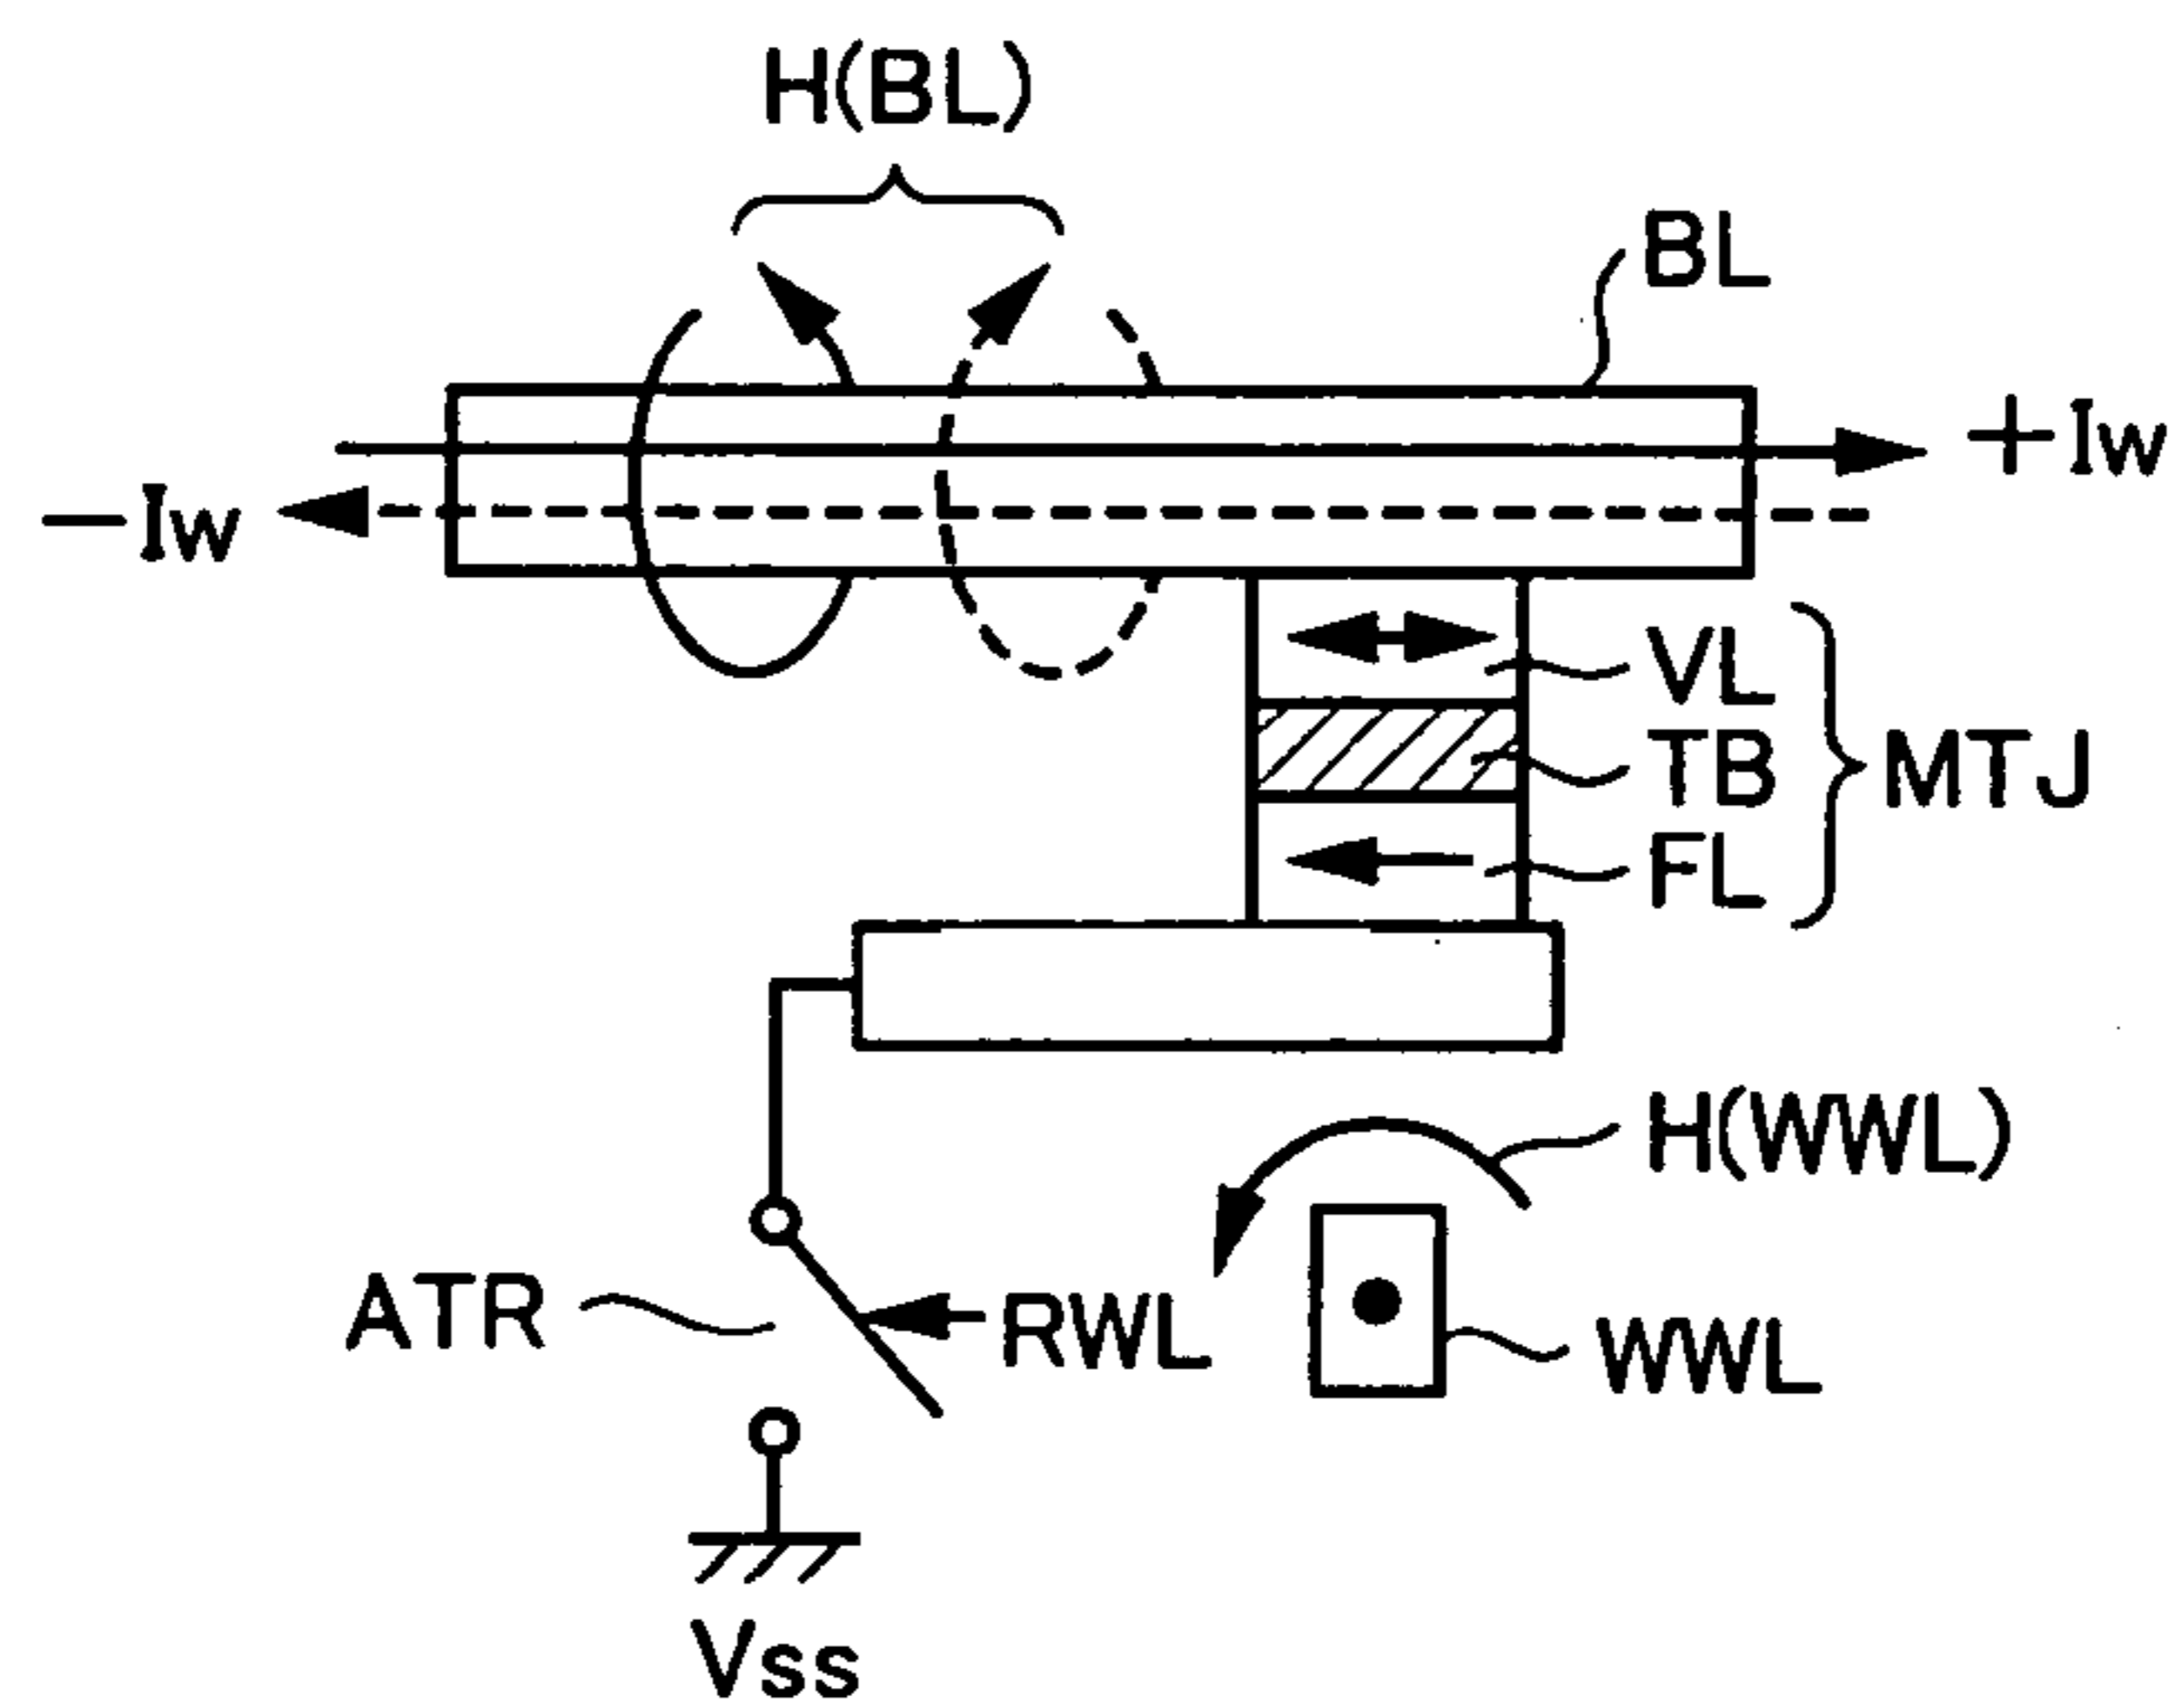 H(BL)
BL
+Iw
−Iw
VL
TB
MTJ
FL
H(WWL)
ATR
RWL
WWL
Vss